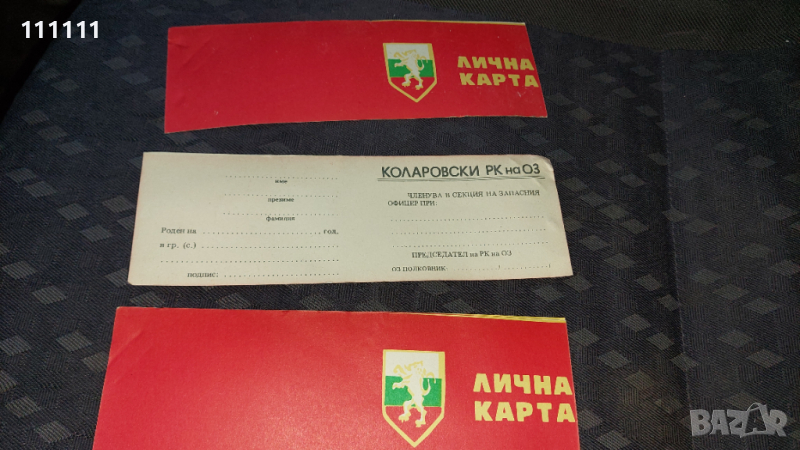 111111
ЛИЧНА
КАРТА
КОЛАРОВСКИ РК на ОЗ
име
презиме
фамилия
Роден на год.
в гр. (с.)
подпис:
ЧЛЕНУВА В СЕКЦИЯ НА ЗАПАСНИЯ
ОФИЦЕР ПРИ:
ПРЕДСЕДАТЕЛ на РК на ОЗ
оз полковник / /
ЛИЧНА
КАРТА
BAZAR